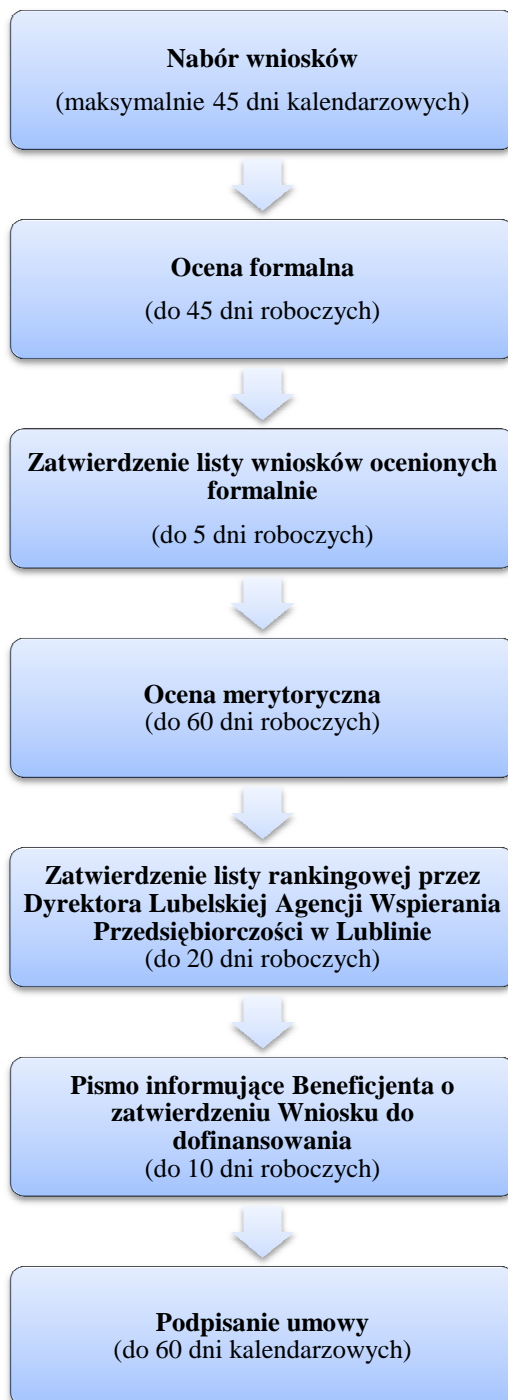 Nabór wniosków
(maksymalnie 45 dni kalendarzowych)
Ocena formalna
(do 45 dni roboczych)
Zatwierdzenie listy wniosków ocenionych
formalnie
(do 5 dni roboczych)
Ocena merytoryczna
(do 60 dni roboczych)
Zatwierdzenie listy rankingowej przez
Dyrektora Lubelskiej Agencji Wspierania
Przedsiębiorczości w Lublinie
(do 20 dni roboczych)
Pismo informujące Beneficjenta o
zatwierdzeniu Wniosku do
dofinansowania
(do 10 dni roboczych)
Podpisanie umowy
(do 60 dni kalendarzowych)